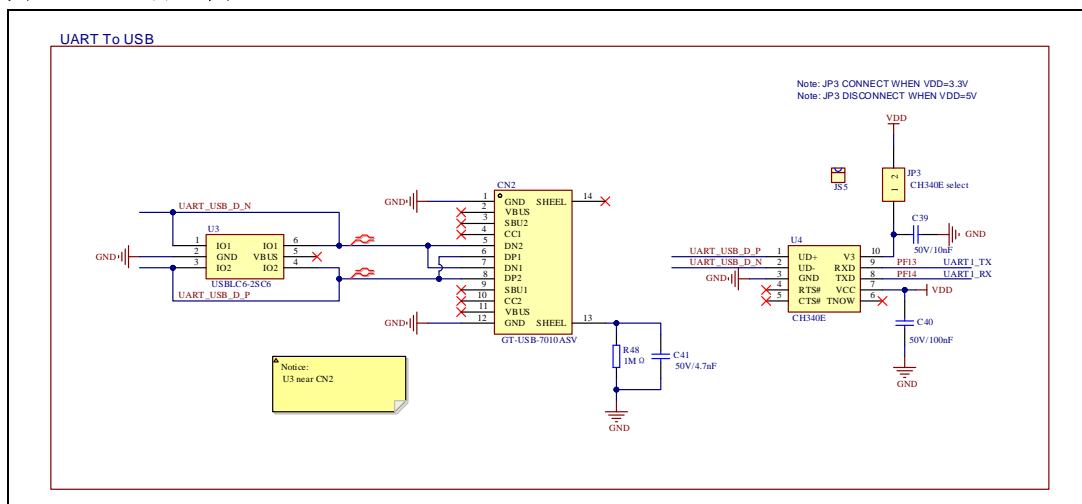 UART To USB
Note: JP3 CONNECT WHEN VDD=3.3V
Note: JP3 DISCONNECT WHEN VDD=5V
VDD
JP3
1 2
CH340E select
JS5
C39
50V/10nF
GND
UART_USB_D_N
U3
1 IO1 IO1 6
2 GND VBUS 5
3 IO2 IO2 4
USBLC6-2SC6
GND
UART_USB_D_P
CN2
GND
1 GND SHEEL 14
2 VBUS
3 SBU2
4 CC1
5 DN2
6 DP1
7 DN1
8 DP2
9 SBU1
10 CC2
11 VBUS
12 GND SHEEL 13
GND
GT-USB-7010ASV
R48
1MΩ
C41
50V/4.7nF
GND
U4
UART_USB_D_P 1 UD+ V3 10
UART_USB_D_N 2 UD- RXD 9 PF13 UART1_TX
GND 3 GND TXD 8 PF14 UART1_RX
4 RTS# VCC 7 VDD
5 CTS# TNOW 6
CH340E
C40
50V/100nF
GND
Notice:
U3 near CN2